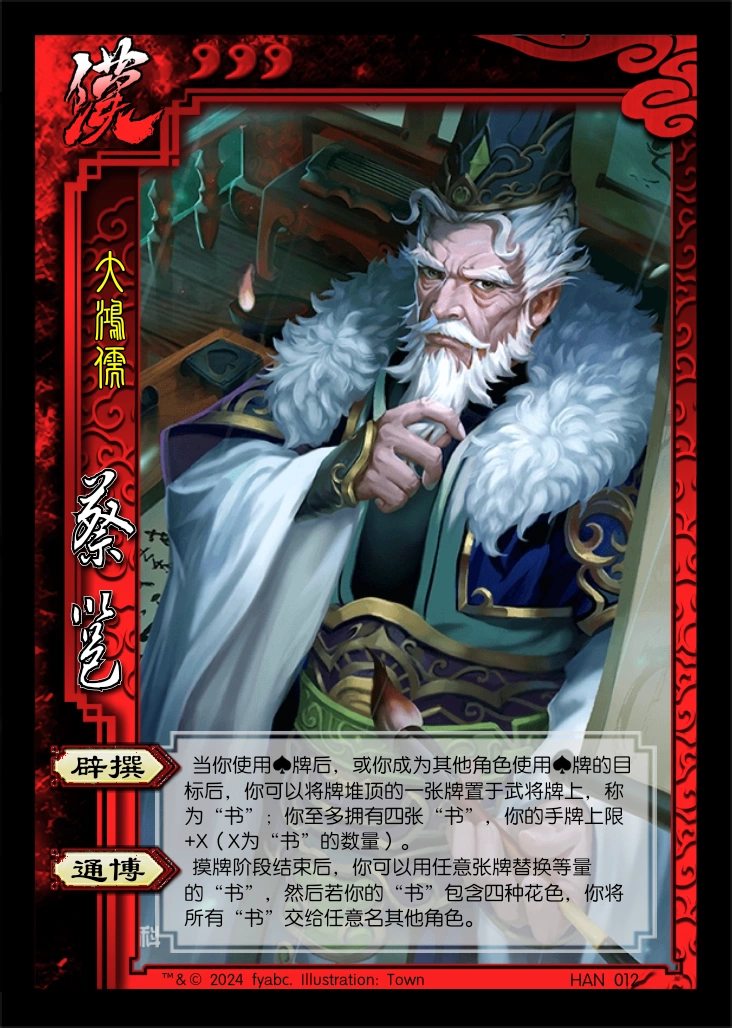 大鸿儒
蔡邕
辟撰
当你使用♠牌后，或你成为其他角色使用♠牌的目
标后，你可以将牌堆顶的一张牌置于武将牌上，称
为“书”；你至多拥有四张“书”，你的手牌上限
+X（X为“书”的数量）。
通博
摸牌阶段结束后，你可以用任意张牌替换等量
的“书”，然后若你的“书”包含四种花色，你将
所有“书”交给任意名其他角色。
科
™&© 2024 fyabc. Illustration: Town
HAN 012